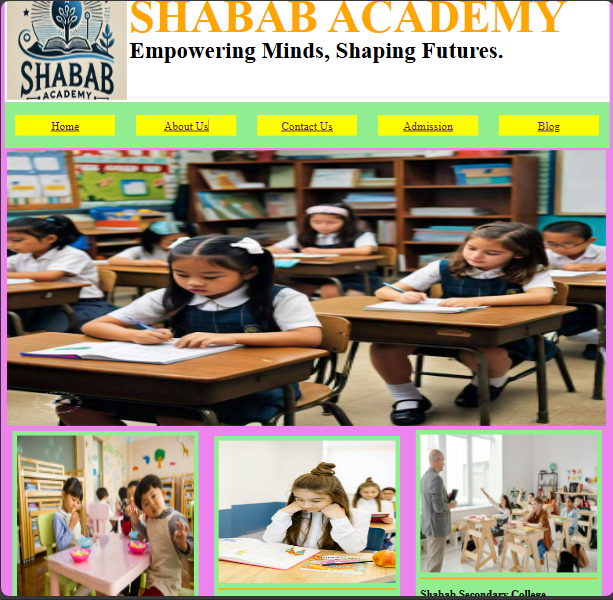 SHABAB ACADEMY
Empowering Minds, Shaping Futures.
SHABAB
ACADEMY
Home
About Us
Contact Us
Admission
Blog
Shabab Secondary College